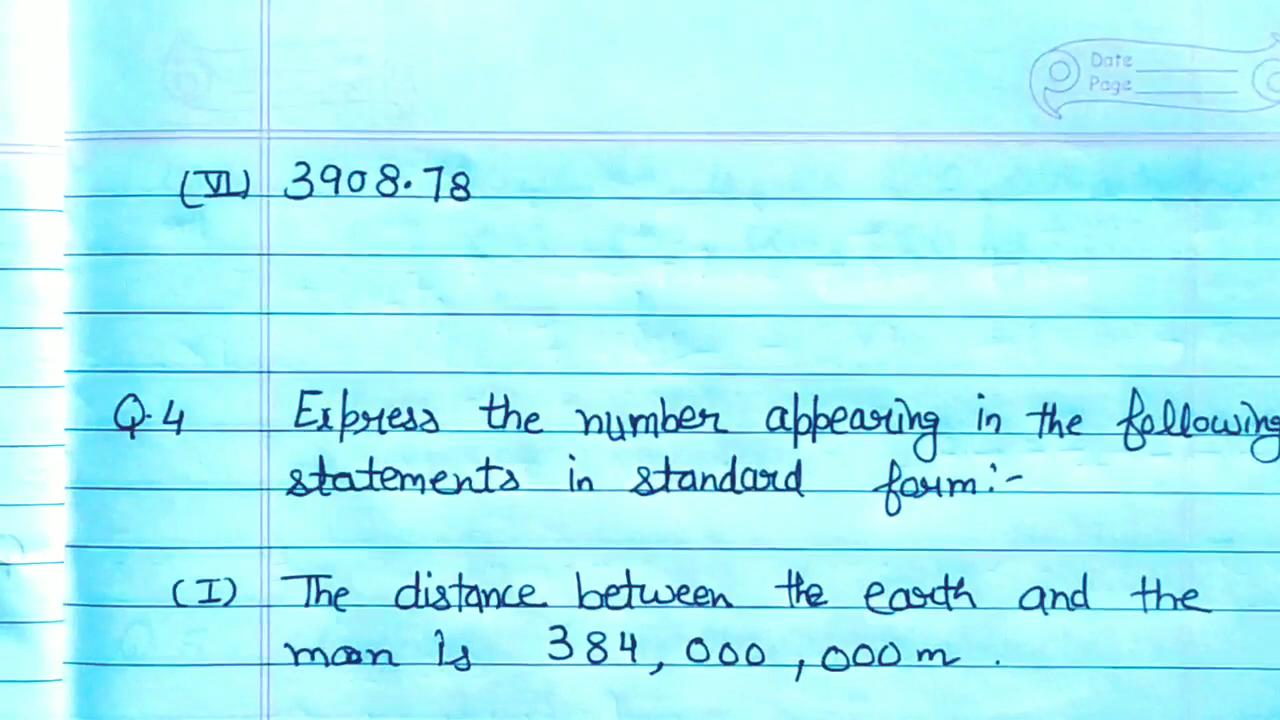 Date
Page
(VI) 3908.78
Q.4 Express the number appearing in the following
statements in standard form:-
(I) The distance between the earth and the
moon is 384,000,000m.